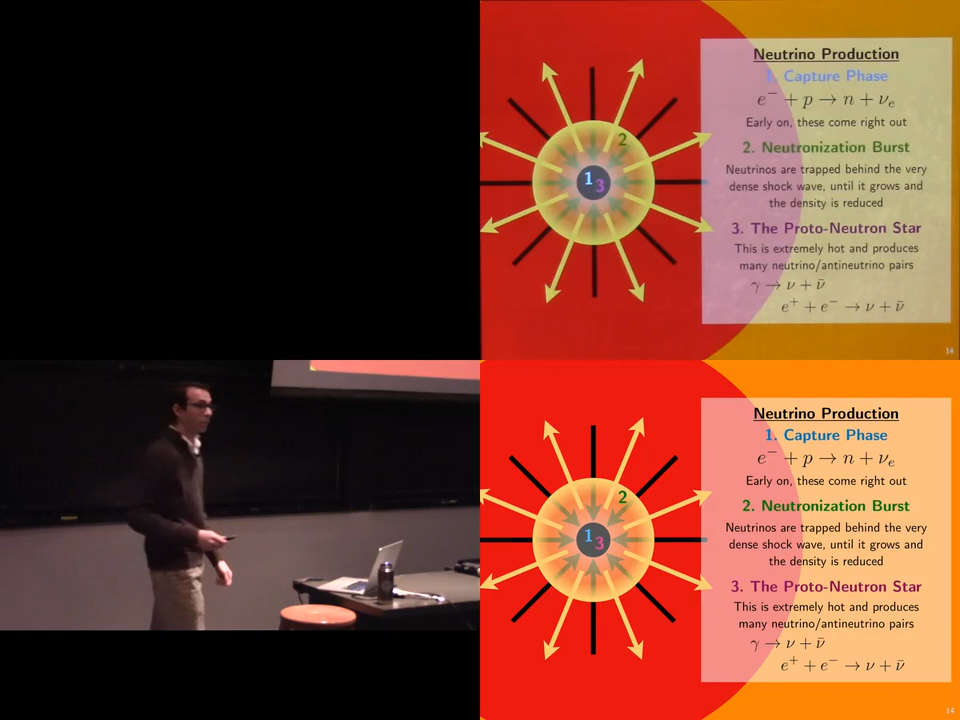 Neutrino Production
1. Capture Phase
e⁻ + p → n + νₑ
Early on, these come right out
2. Neutronization Burst
Neutrinos are trapped behind the very
dense shock wave, until it grows and
the density is reduced
3. The Proto-Neutron Star
This is extremely hot and produces
many neutrino/antineutrino pairs
γ → ν + ν̄
e⁺ + e⁻ → ν + ν̄
2
1
3
14
Neutrino Production
1. Capture Phase
e⁻ + p → n + νₑ
Early on, these come right out
2. Neutronization Burst
Neutrinos are trapped behind the very
dense shock wave, until it grows and
the density is reduced
3. The Proto-Neutron Star
This is extremely hot and produces
many neutrino/antineutrino pairs
γ → ν + ν̄
e⁺ + e⁻ → ν + ν̄
2
1
3
14